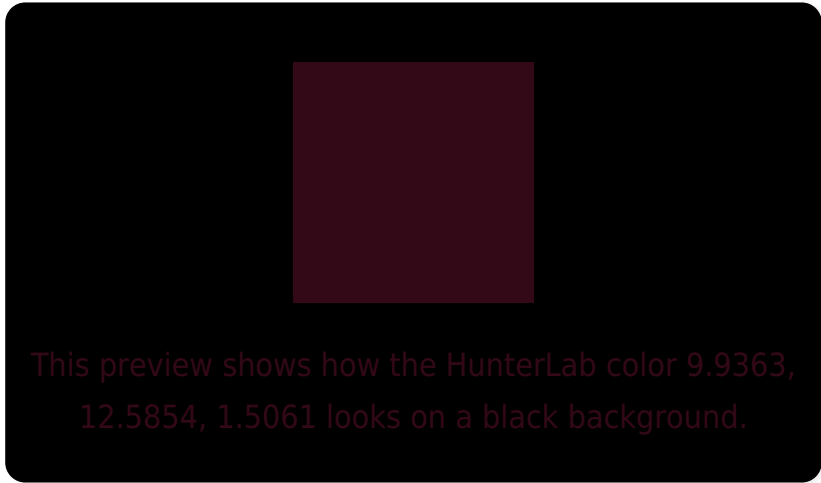 This preview shows how the HunterLab color 9.9363,
12.5854, 1.5061 looks on a black background.